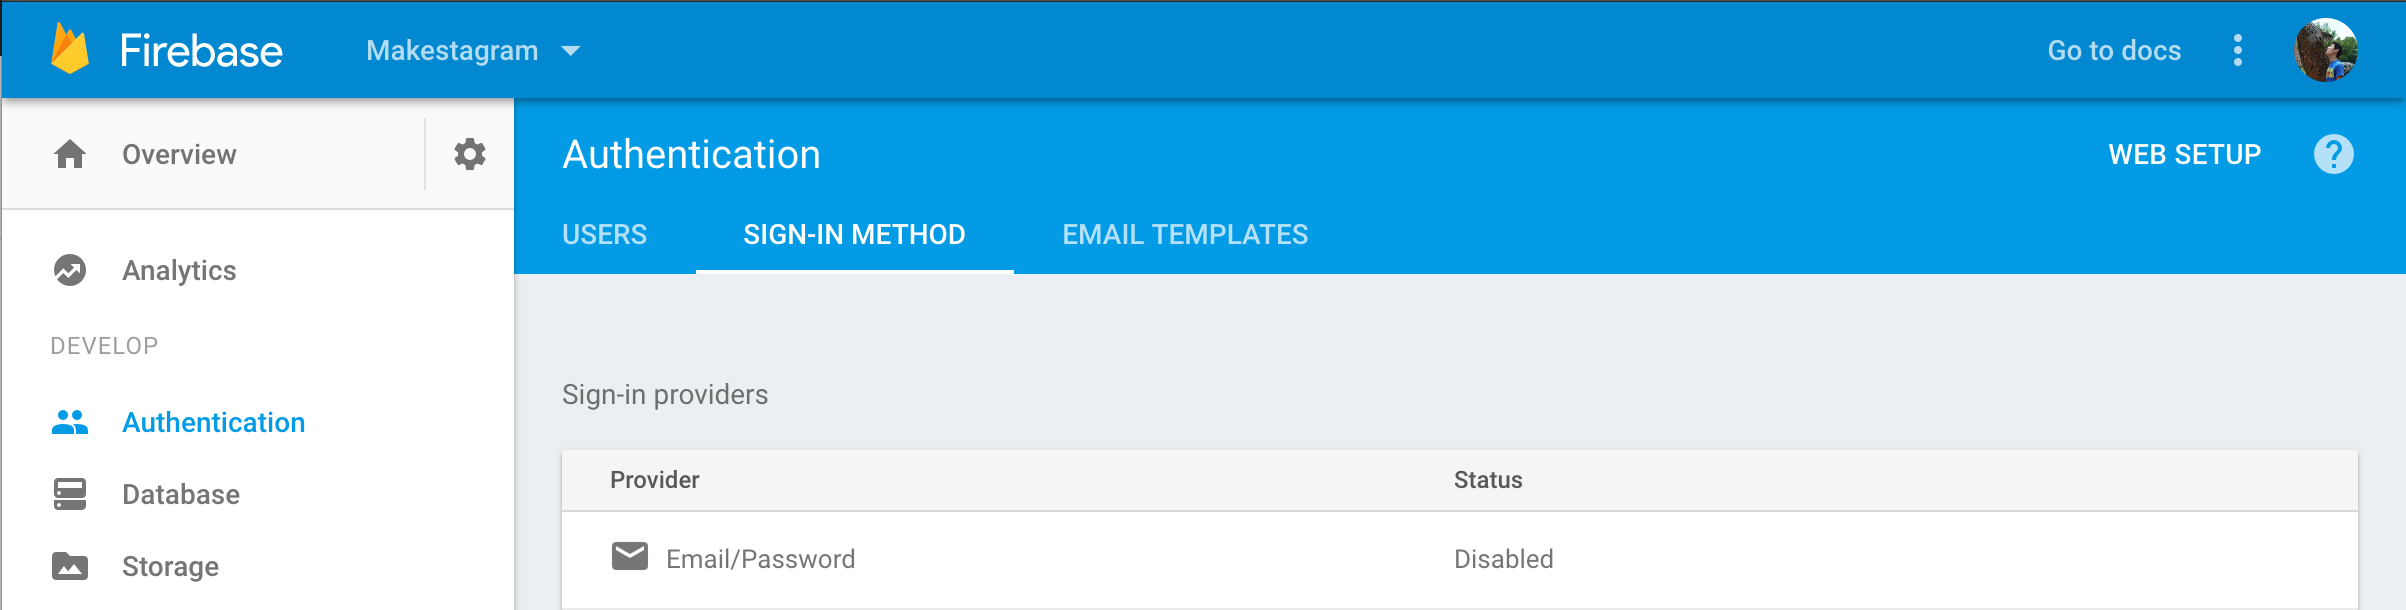 Firebase
Makestagram
Go to docs
Overview
Authentication
WEB SETUP
?
USERS
SIGN-IN METHOD
EMAIL TEMPLATES
Analytics
DEVELOP
Authentication
Database
Storage
Sign-in providers
Provider
Status
Email/Password
Disabled